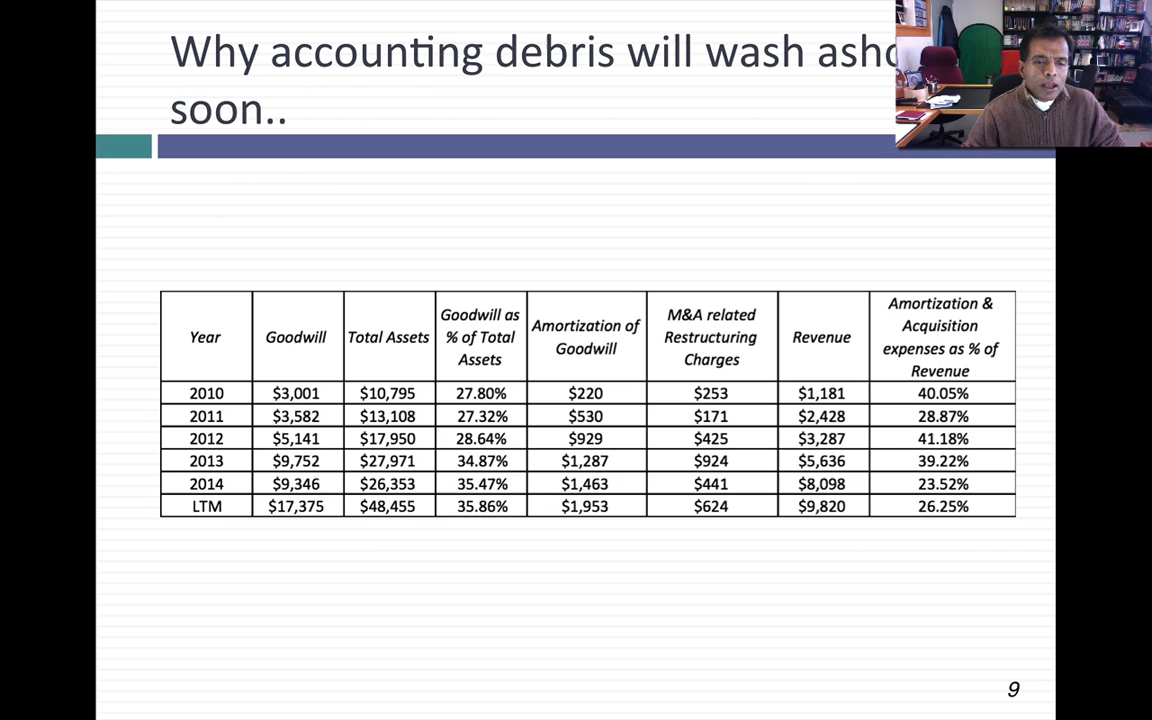 Why accounting debris will wash
soon..
Year Goodwill Total Assets Goodwill as % of Total Assets Amortization of Goodwill M&A related Restructuring Charges Revenue Amortization & Acquisition expenses as % of Revenue
2010 $3,001 $10,795 27.80% $220 $253 $1,181 40.05%
2011 $3,582 $13,108 27.32% $530 $171 $2,428 28.87%
2012 $5,141 $17,950 28.64% $929 $425 $3,287 41.18%
2013 $9,752 $27,971 34.87% $1,287 $924 $5,636 39.22%
2014 $9,346 $26,353 35.47% $1,463 $441 $8,098 23.52%
LTM $17,375 $48,455 35.86% $1,953 $624 $9,820 26.25%
9